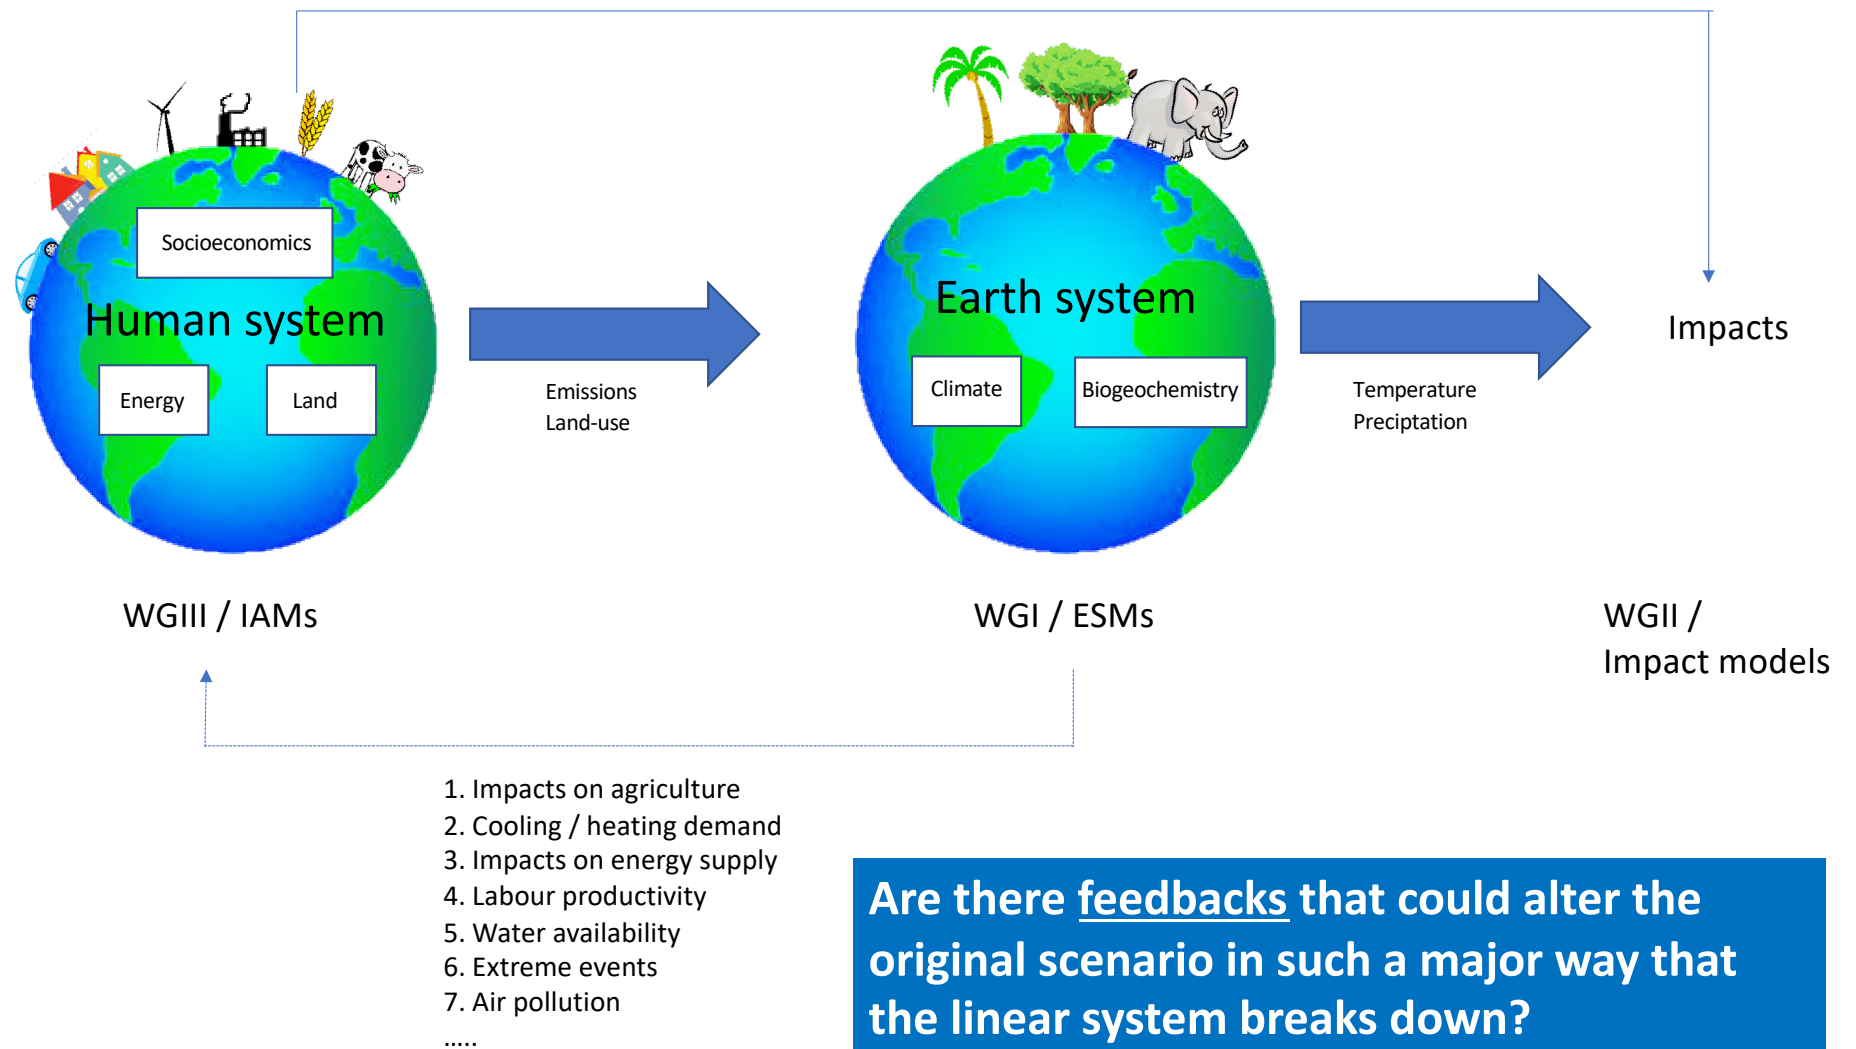 Socioeconomics
Human system
Energy
Land
Emissions
Land-use
Earth system
Climate
Biogeochemistry
Temperature
Preciptation
Impacts
WGIII / IAMs
WGI / ESMs
WGII /
Impact models
1. Impacts on agriculture
2. Cooling / heating demand
3. Impacts on energy supply
4. Labour productivity
5. Water availability
6. Extreme events
7. Air pollution
.....
Are there feedbacks that could alter the
original scenario in such a major way that
the linear system breaks down?